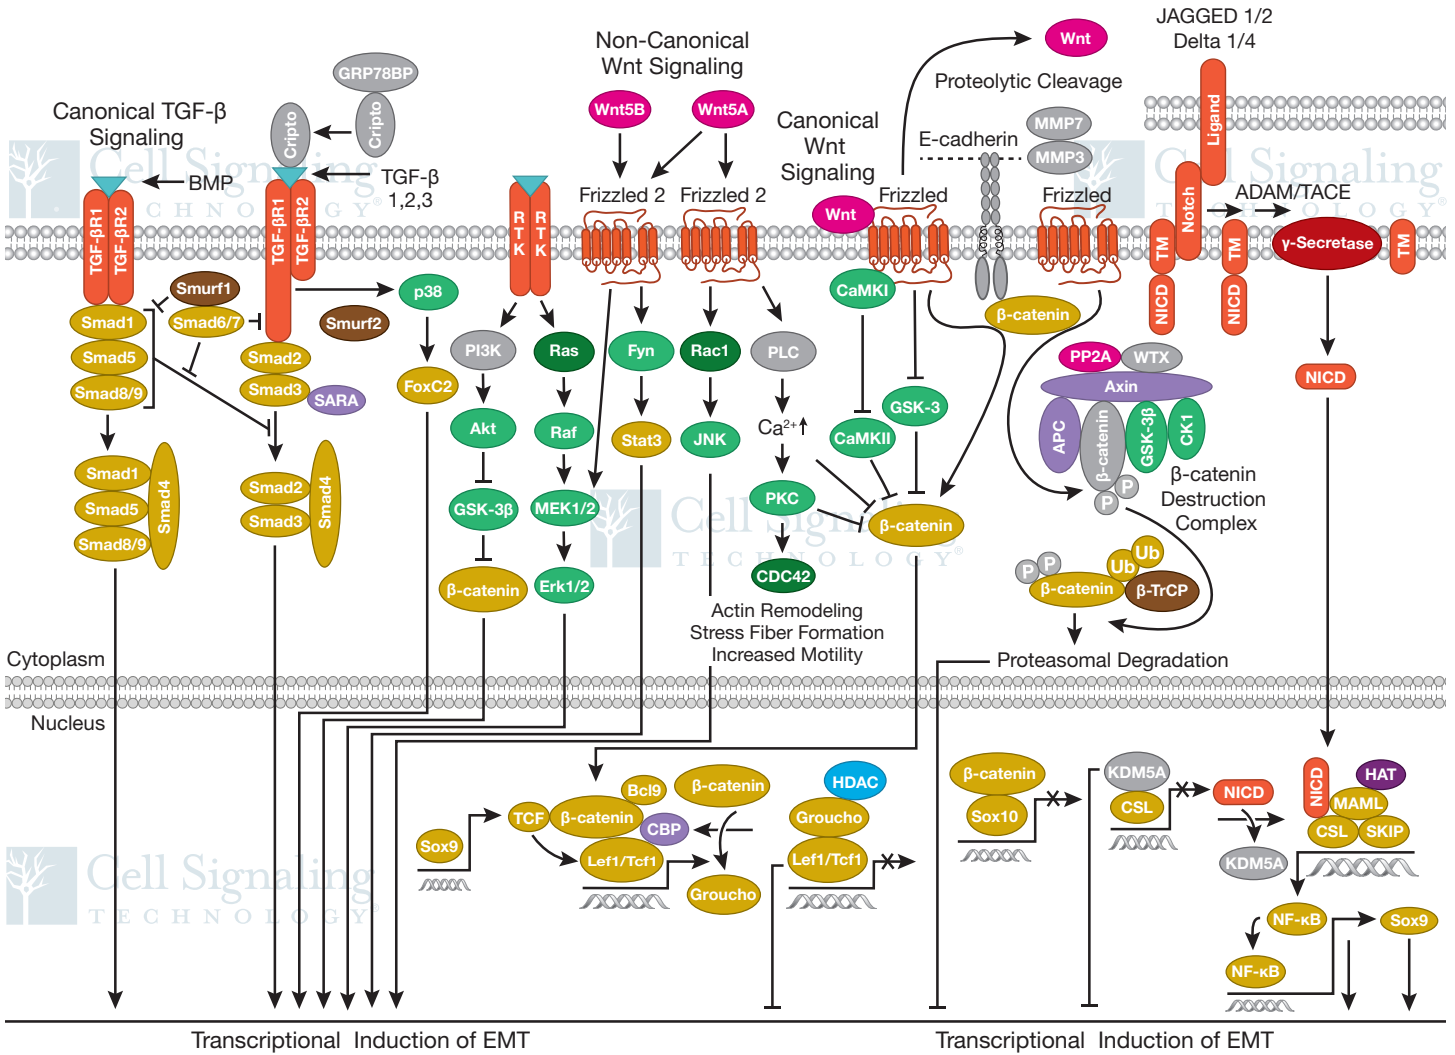 JAGGED 1/2
Delta 1/4
Non-Canonical
Wnt Signaling
Wnt
Proteolytic Cleavage
GRP78BP
Cripto
Cripto
Canonical TGF-β
Signaling
Wnt5B
Wnt5A
Canonical
Wnt
Signaling
MMP7
MMP3
E-cadherin
Ligand
Cell Signaling
TECHNOLOGY®
Cell Signaling
TECHNOLOGY®
BMP
TGF-β
1,2,3
Frizzled 2
Frizzled 2
Frizzled
Frizzled
Wnt
ADAM/TACE
Notch
TGF-βR1
TGF-βR2
TGF-βR1
TGF-βR2
RTK
RTK
TM
TM
γ-Secretase
TM
NICD
NICD
Smurf1
Smad6/7
Smurf2
p38
CaMKI
β-catenin
Smad1
Smad5
Smad8/9
Smad2
Smad3
SARA
FoxC2
PI3K
Ras
Fyn
Rac1
PLC
PP2A
WTX
Axin
NICD
APC
β-catenin
GSK-3β
CK1
P
P
β-catenin
Destruction
Complex
Akt
Raf
Stat3
JNK
Ca2+
GSK-3
CaMKII
Smad1
Smad5
Smad8/9
Smad4
Smad2
Smad3
Smad4
GSK-3β
MEK1/2
PKC
β-catenin
Cell Signaling
TECHNOLOGY®
β-catenin
Erk1/2
CDC42
P
P
Ub
Ub
β-catenin
β-TrCP
Actin Remodeling
Stress Fiber Formation
Increased Motility
Proteasomal Degradation
Cytoplasm
Nucleus
Sox9
TCF
β-catenin
Bcl9
CBP
Lef1/Tcf1
β-catenin
Groucho
HDAC
Groucho
Lef1/Tcf1
β-catenin
Sox10
KDM5A
CSL
NICD
KDM5A
NICD
HAT
MAML
CSL
SKIP
NF-κB
NF-κB
Sox9
Cell Signaling
TECHNOLOGY®
Transcriptional Induction of EMT
Transcriptional Induction of EMT